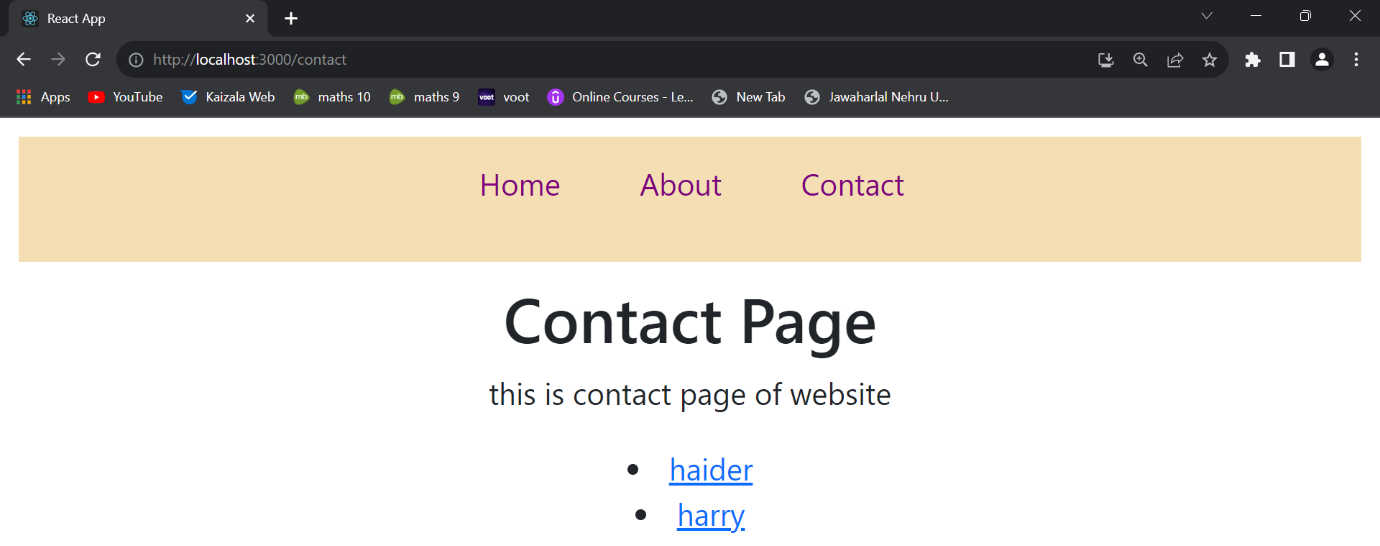 React App
http://localhost:3000/contact
Apps YouTube Kaizala Web maths 10 maths 9 voot voot Online Courses - Le... New Tab Jawaharlal Nehru U...
Home About Contact
Contact Page
this is contact page of website
haider
harry